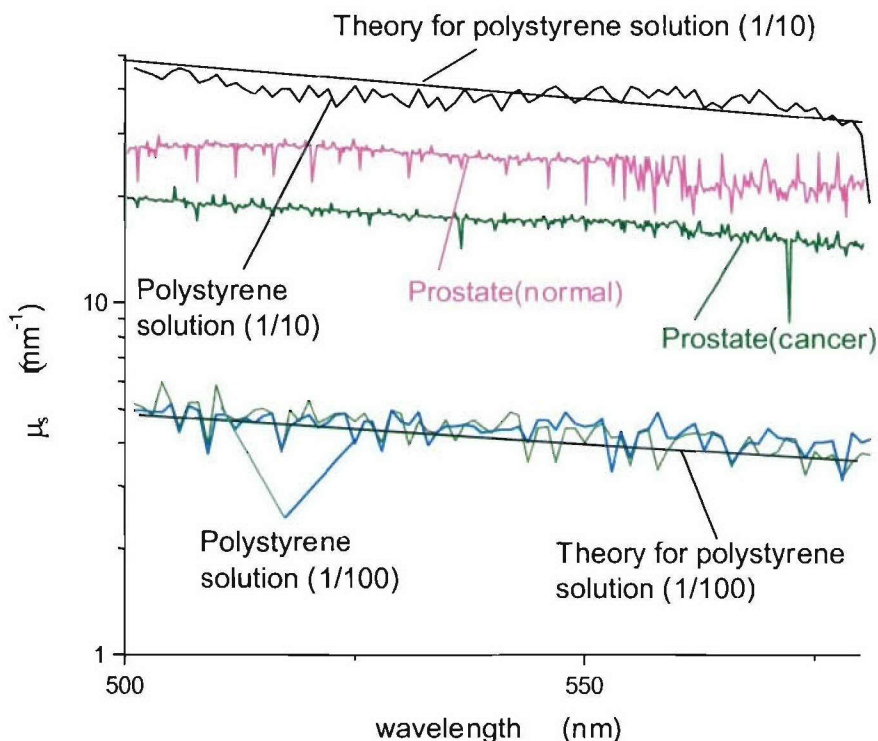 Theory for polystyrene solution (1/10)
Polystyrene
solution (1/10)
Prostate(normal)
Prostate(cancer)
10
μs (nm⁻¹)
Polystyrene
solution (1/100)
Theory for polystyrene
solution (1/100)
1
500
550
wavelength (nm)